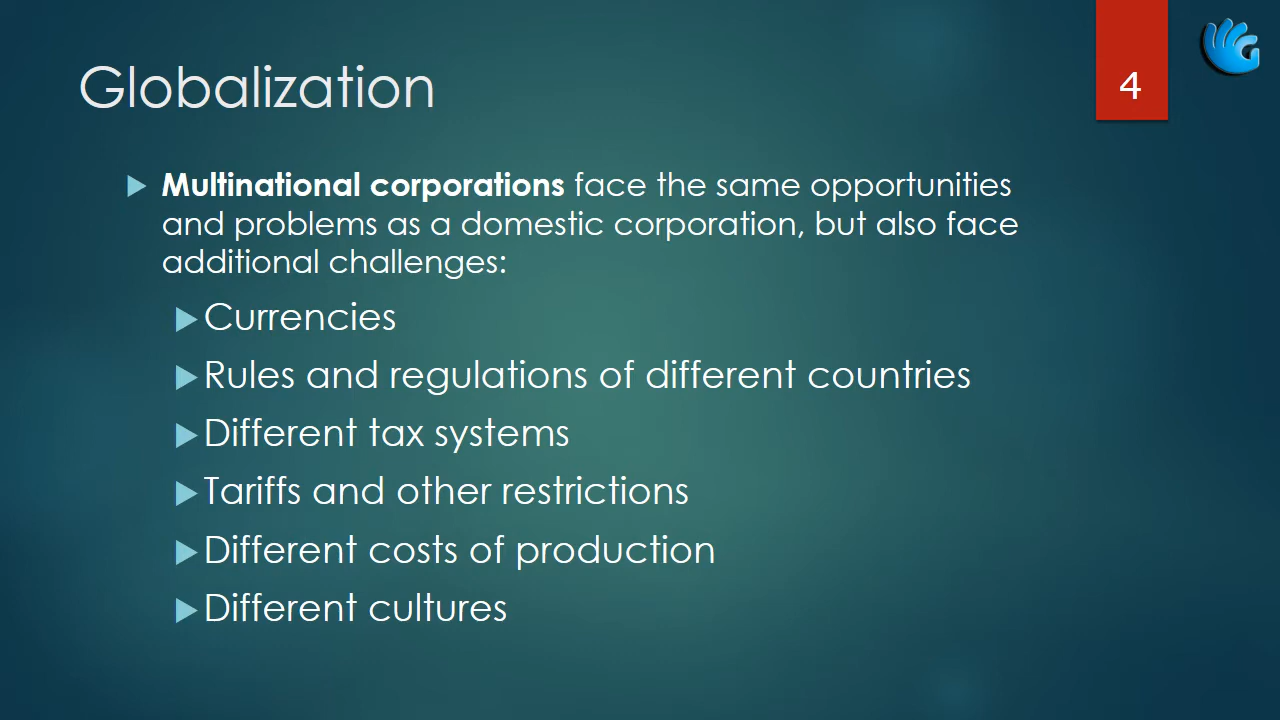 Globalization
4
Multinational corporations face the same opportunities
and problems as a domestic corporation, but also face
additional challenges:
Currencies
Rules and regulations of different countries
Different tax systems
Tariffs and other restrictions
Different costs of production
Different cultures